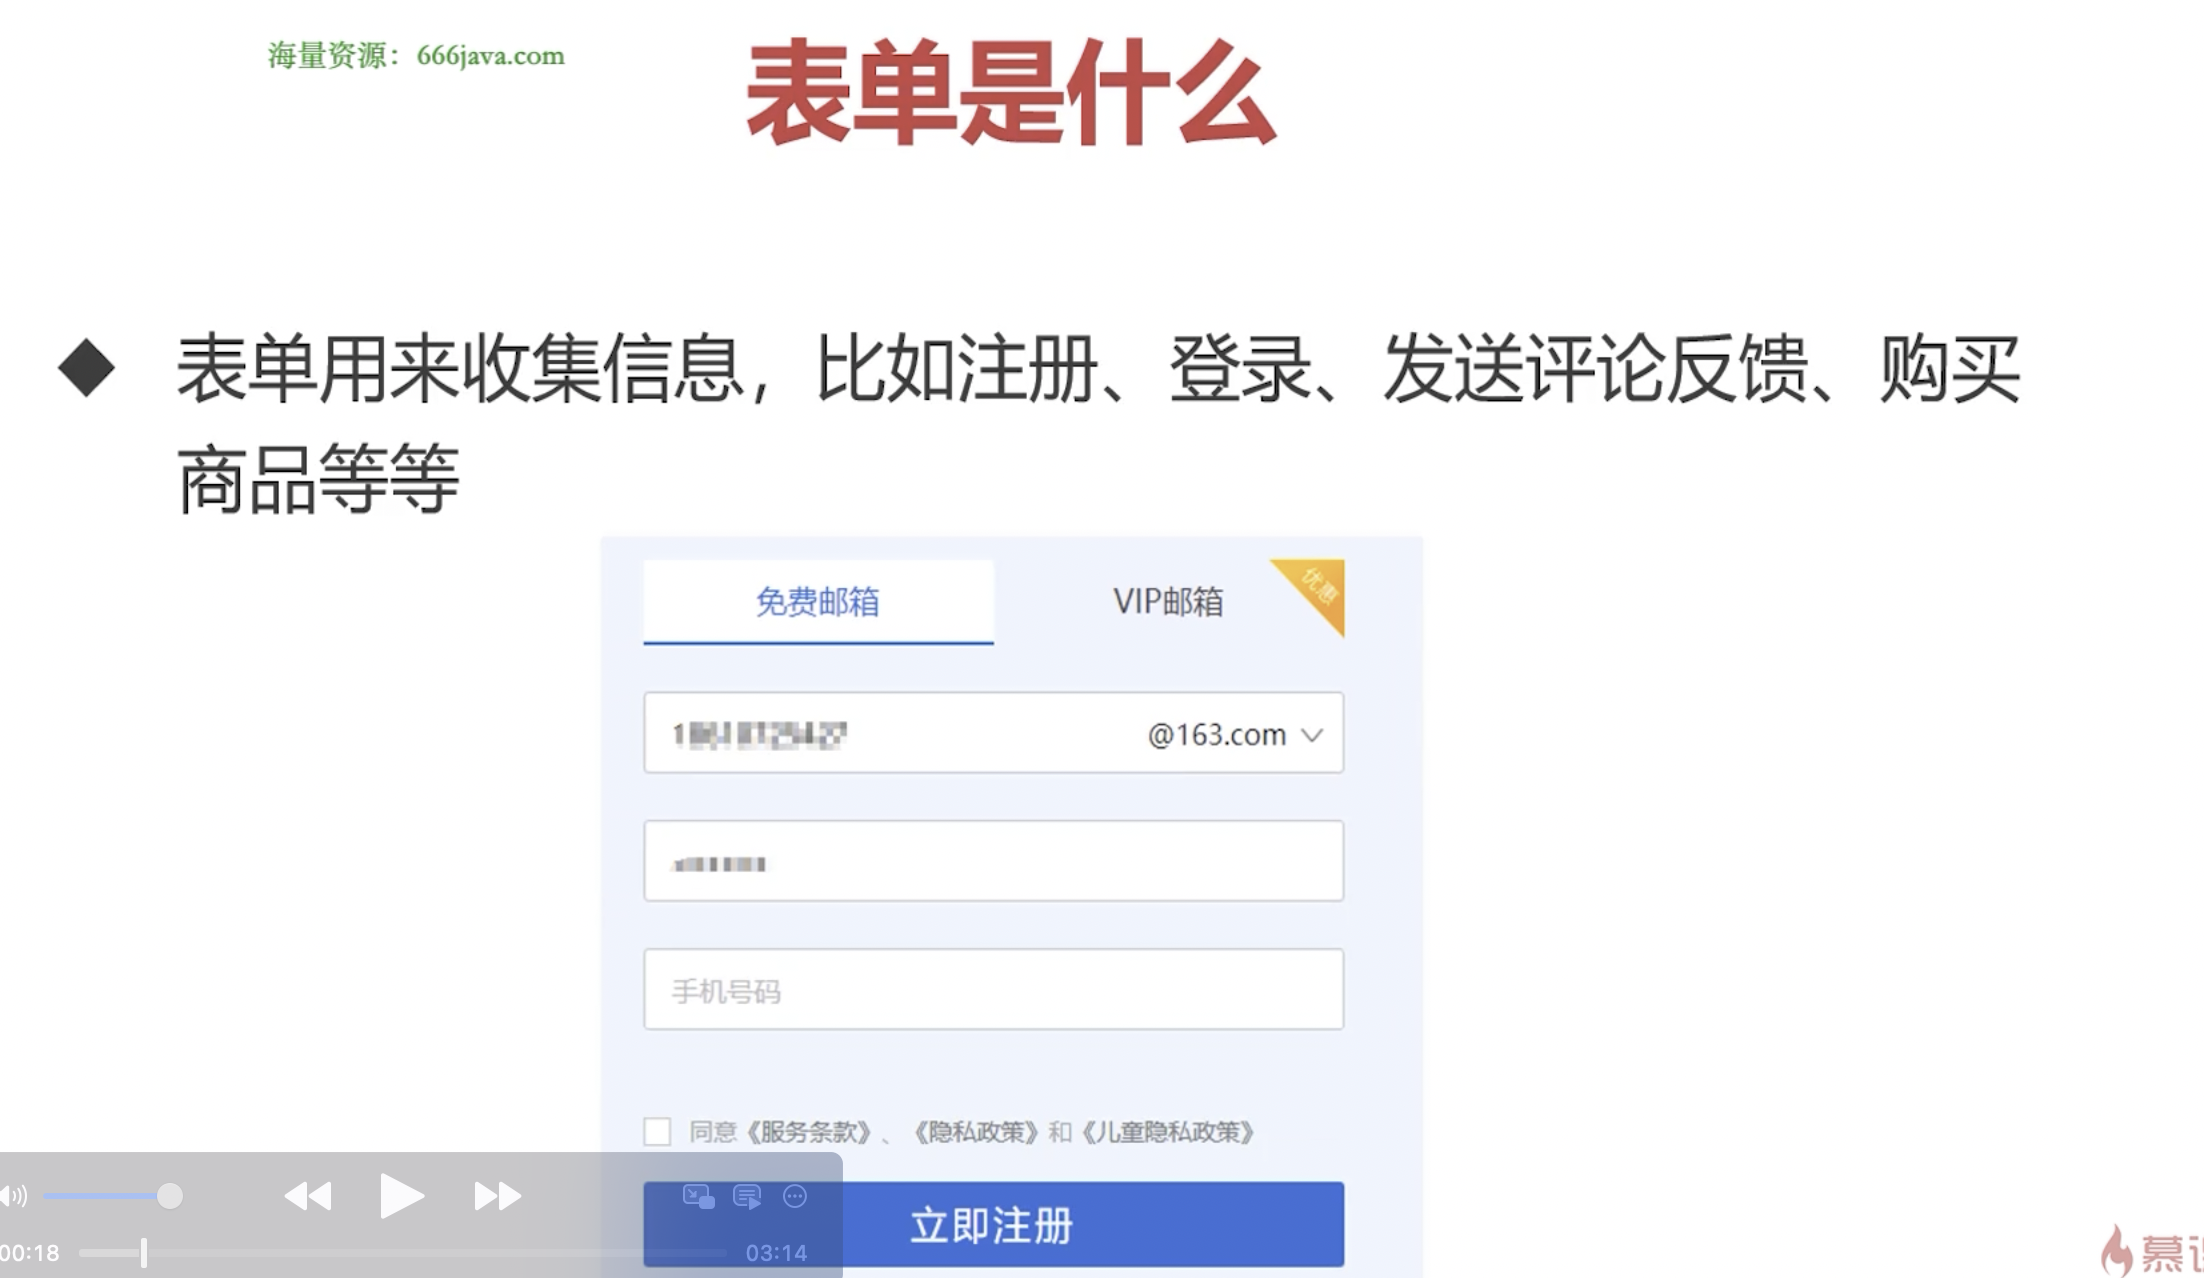 海量资源：666java.com
表单是什么
◆ 表单用来收集信息，比如注册、登录、发送评论反馈、购买
商品等等
免费邮箱
VIP邮箱
优惠
@163.com
手机号码
同意《服务条款》、《隐私政策》和《儿童隐私政策》
立即注册
00:18
03:14
慕